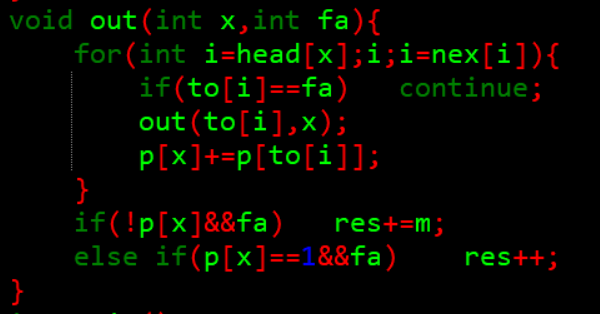 void out(int x,int fa){
    for(int i=head[x];i;i=nex[i]){
        if(to[i]==fa)   continue;
        out(to[i],x);
        p[x]+=p[to[i]];
    }
    if(!p[x]&&fa)   res+=m;
    else if(p[x]==1&&fa)    res++;
}